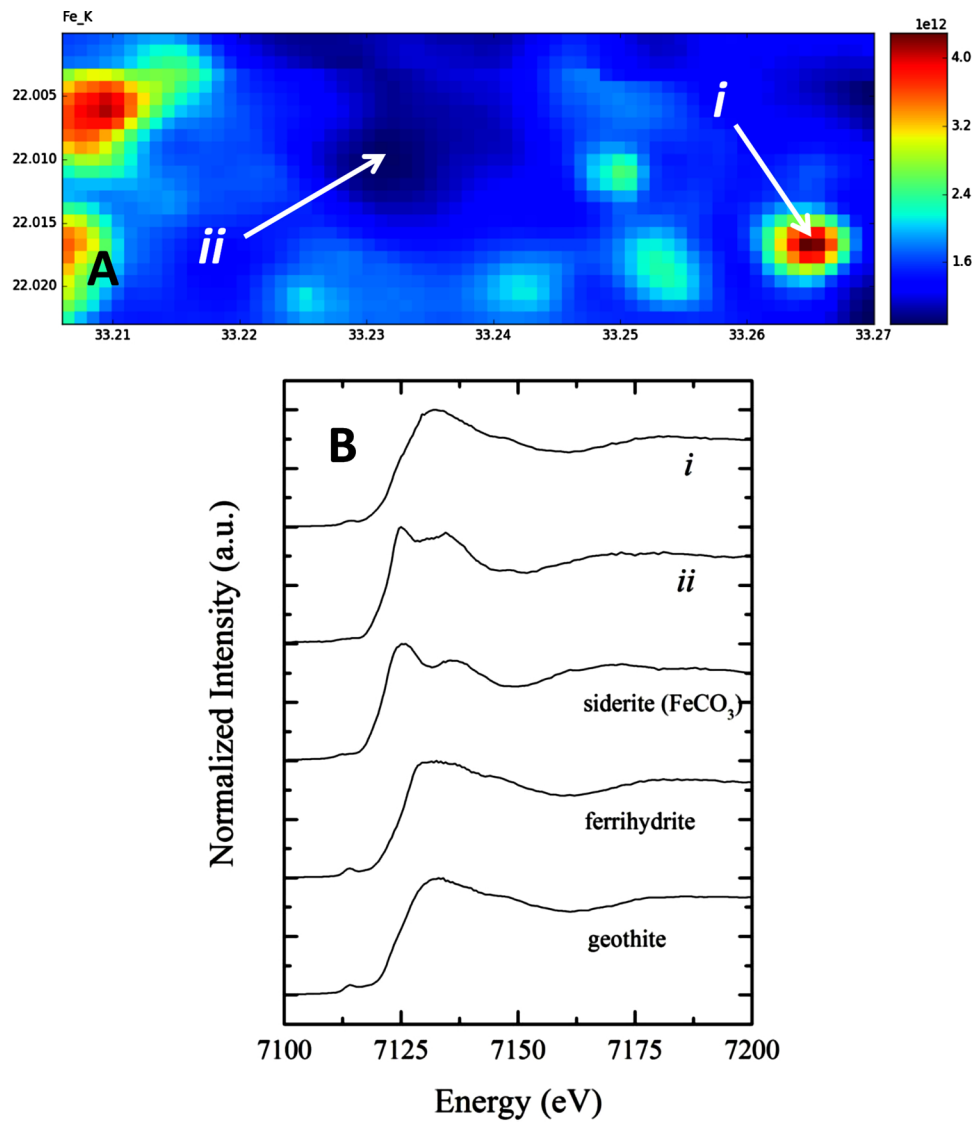 Fe_K
1e12
i
22.005
4.0
22.010
3.2
22.015
2.4
ii
A
22.020
1.6
33.21 33.22 33.23 33.24 33.25 33.26 33.27
B
i
ii
siderite (FeCO₃)
ferrihydrite
geothite
Normalized Intensity (a.u.)
7100 7125 7150 7175 7200
Energy (eV)